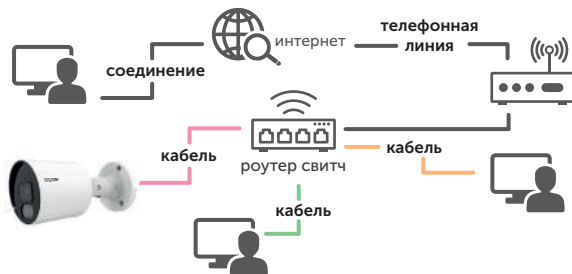 телефонная
линия
интернет
соединение
кабель
роутер свитч
кабель
кабель